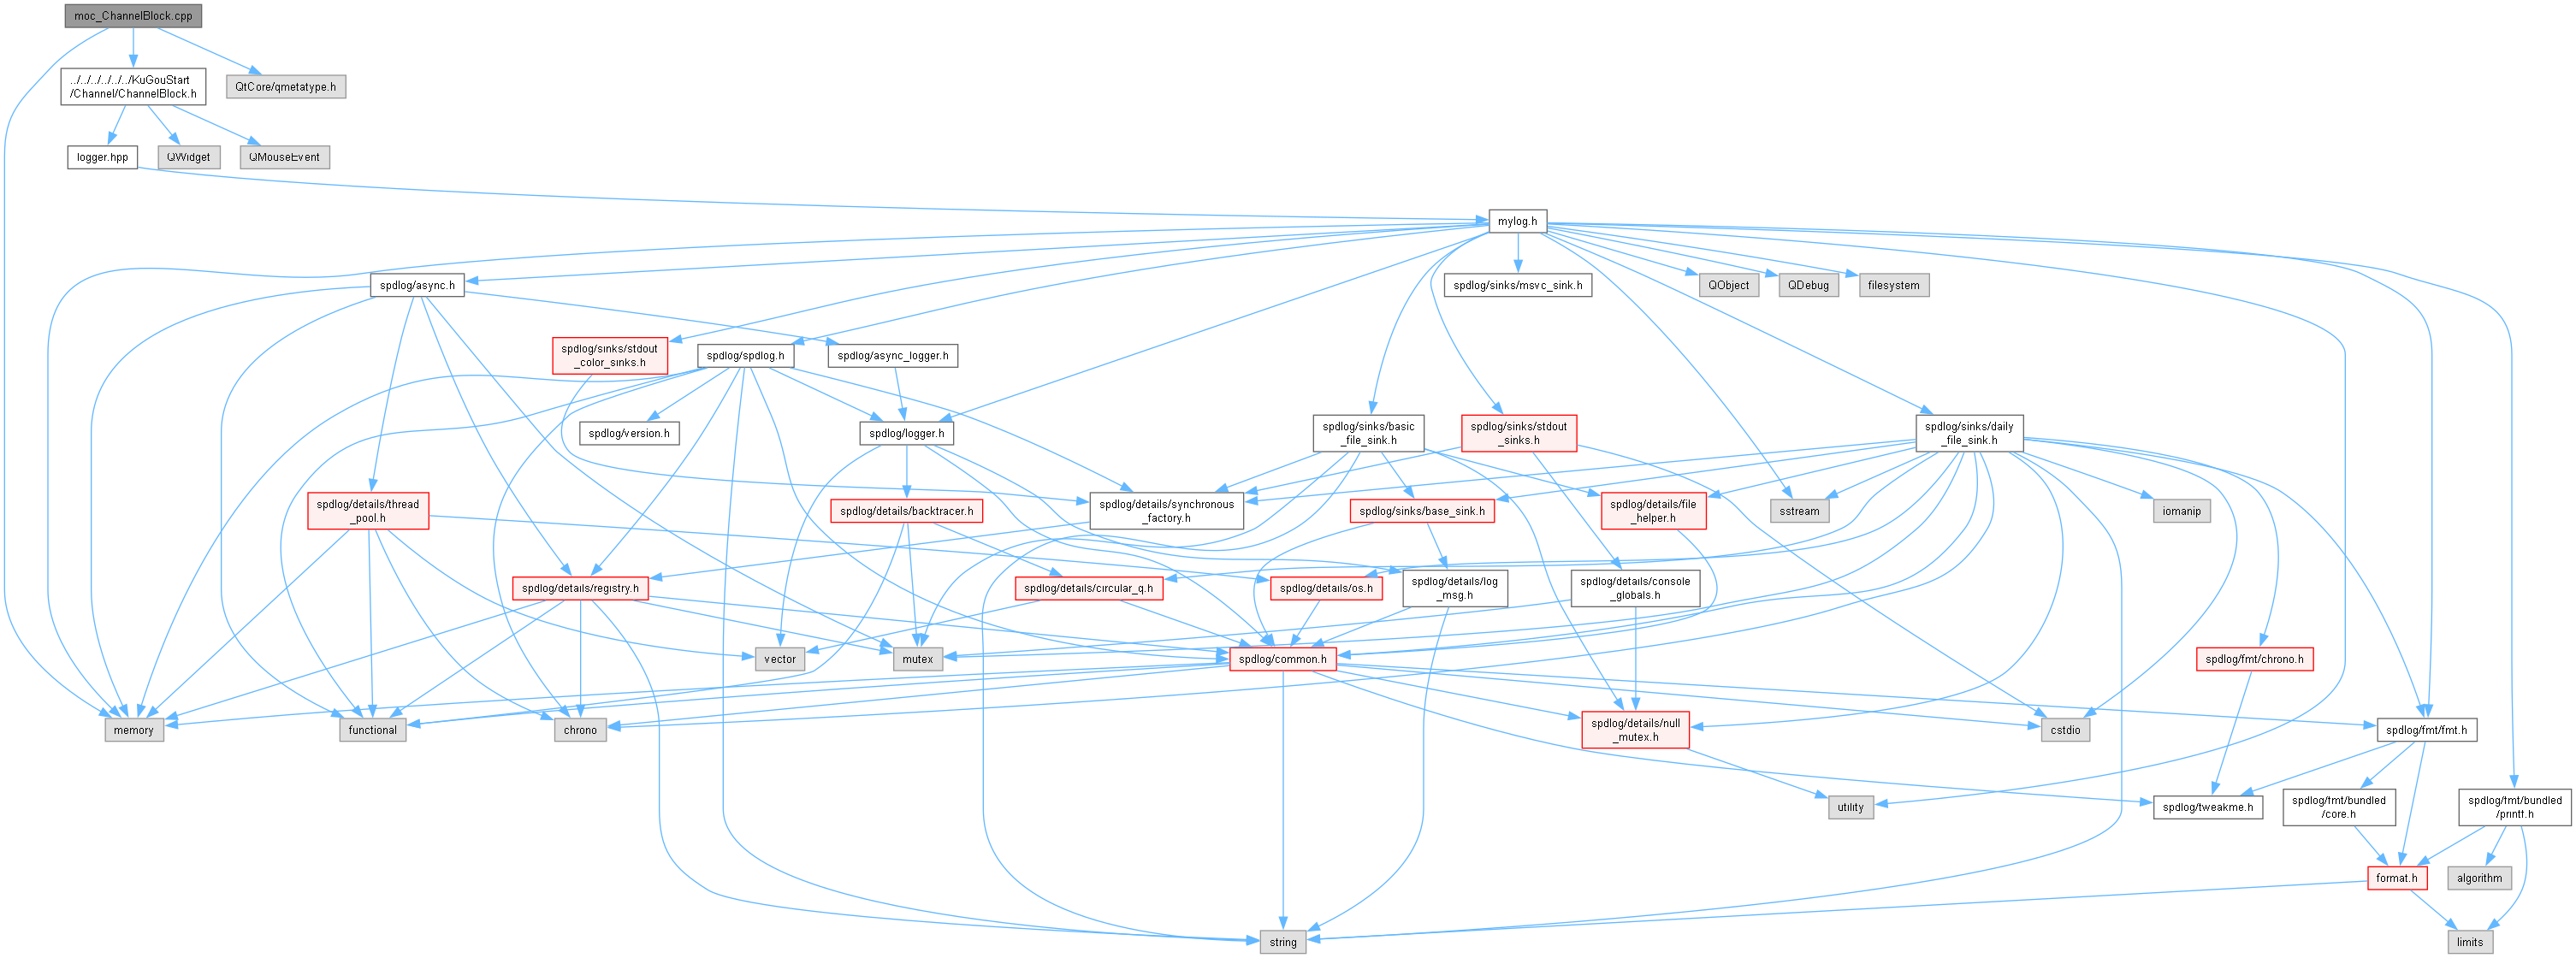 moc_ChannelBlock.cpp
../../../../../../KuGouStart
/Channel/ChannelBlock.h
QtCore/qmetatype.h
logger.hpp
QWidget
QMouseEvent
mylog.h
spdlog/async.h
spdlog/sinks/msvc_sink.h
QObject
QDebug
filesystem
spdlog/sinks/stdout
_color_sinks.h
spdlog/spdlog.h
spdlog/async_logger.h
spdlog/version.h
spdlog/logger.h
spdlog/sinks/basic
_file_sink.h
spdlog/sinks/stdout
_sinks.h
spdlog/sinks/daily
_file_sink.h
spdlog/details/thread
_pool.h
spdlog/details/backtracer.h
spdlog/details/synchronous
_factory.h
spdlog/sinks/base_sink.h
spdlog/details/file
_helper.h
sstream
iomanip
spdlog/details/registry.h
spdlog/details/circular_q.h
spdlog/details/os.h
spdlog/details/log
_msg.h
spdlog/details/console
_globals.h
vector
mutex
spdlog/common.h
spdlog/fmt/chrono.h
memory
functional
chrono
spdlog/details/null
_mutex.h
cstdio
spdlog/fmt/fmt.h
utility
spdlog/tweakme.h
spdlog/fmt/bundled
/core.h
spdlog/fmt/bundled
/printf.h
format.h
algorithm
string
limits